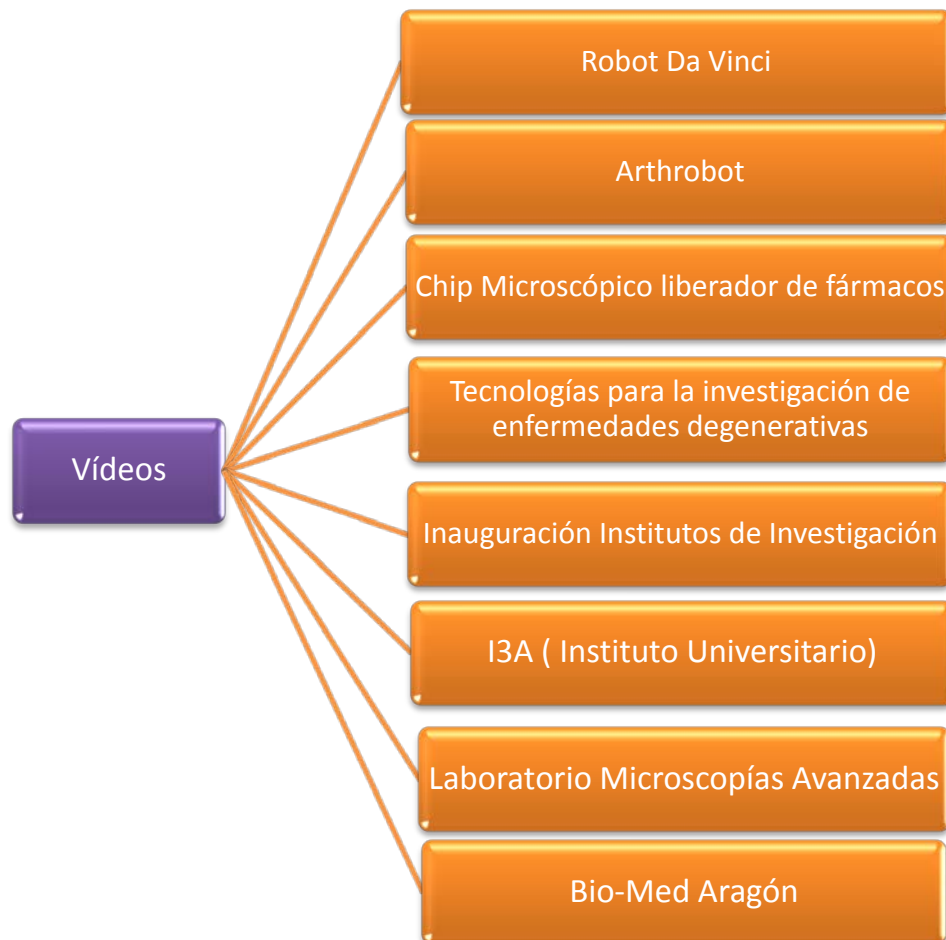 Robot Da Vinci
Arthrobot
Chip Microscópico liberador de fármacos
Tecnologías para la investigación de
enfermedades degenerativas
Vídeos
Inauguración Institutos de Investigación
I3A ( Instituto Universitario)
Laboratorio Microscopías Avanzadas
Bio-Med Aragón